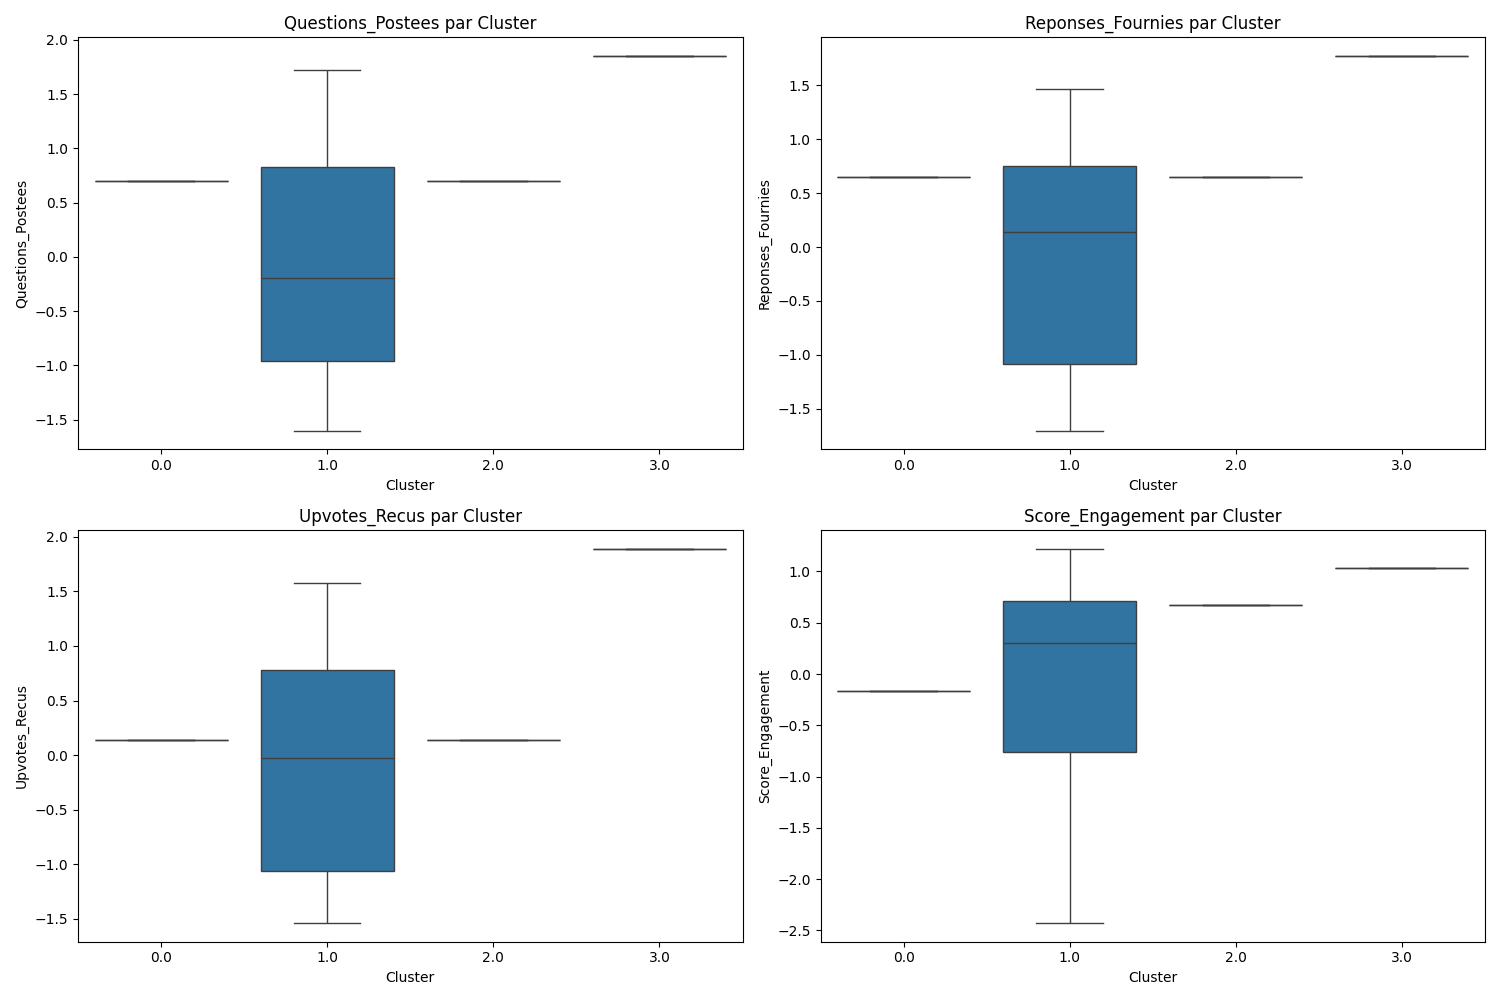 Questions_Postees par Cluster
Questions_Postees
2.0
1.5
1.0
0.5
0.0
−0.5
−1.0
−1.5
0.0 1.0 2.0 3.0
Cluster
Reponses_Fournies par Cluster
Reponses_Fournies
1.5
1.0
0.5
0.0
−0.5
−1.0
−1.5
0.0 1.0 2.0 3.0
Cluster
Upvotes_Recus par Cluster
Upvotes_Recus
2.0
1.5
1.0
0.5
0.0
−0.5
−1.0
−1.5
0.0 1.0 2.0 3.0
Cluster
Score_Engagement par Cluster
Score_Engagement
1.0
0.5
0.0
−0.5
−1.0
−1.5
−2.0
−2.5
0.0 1.0 2.0 3.0
Cluster